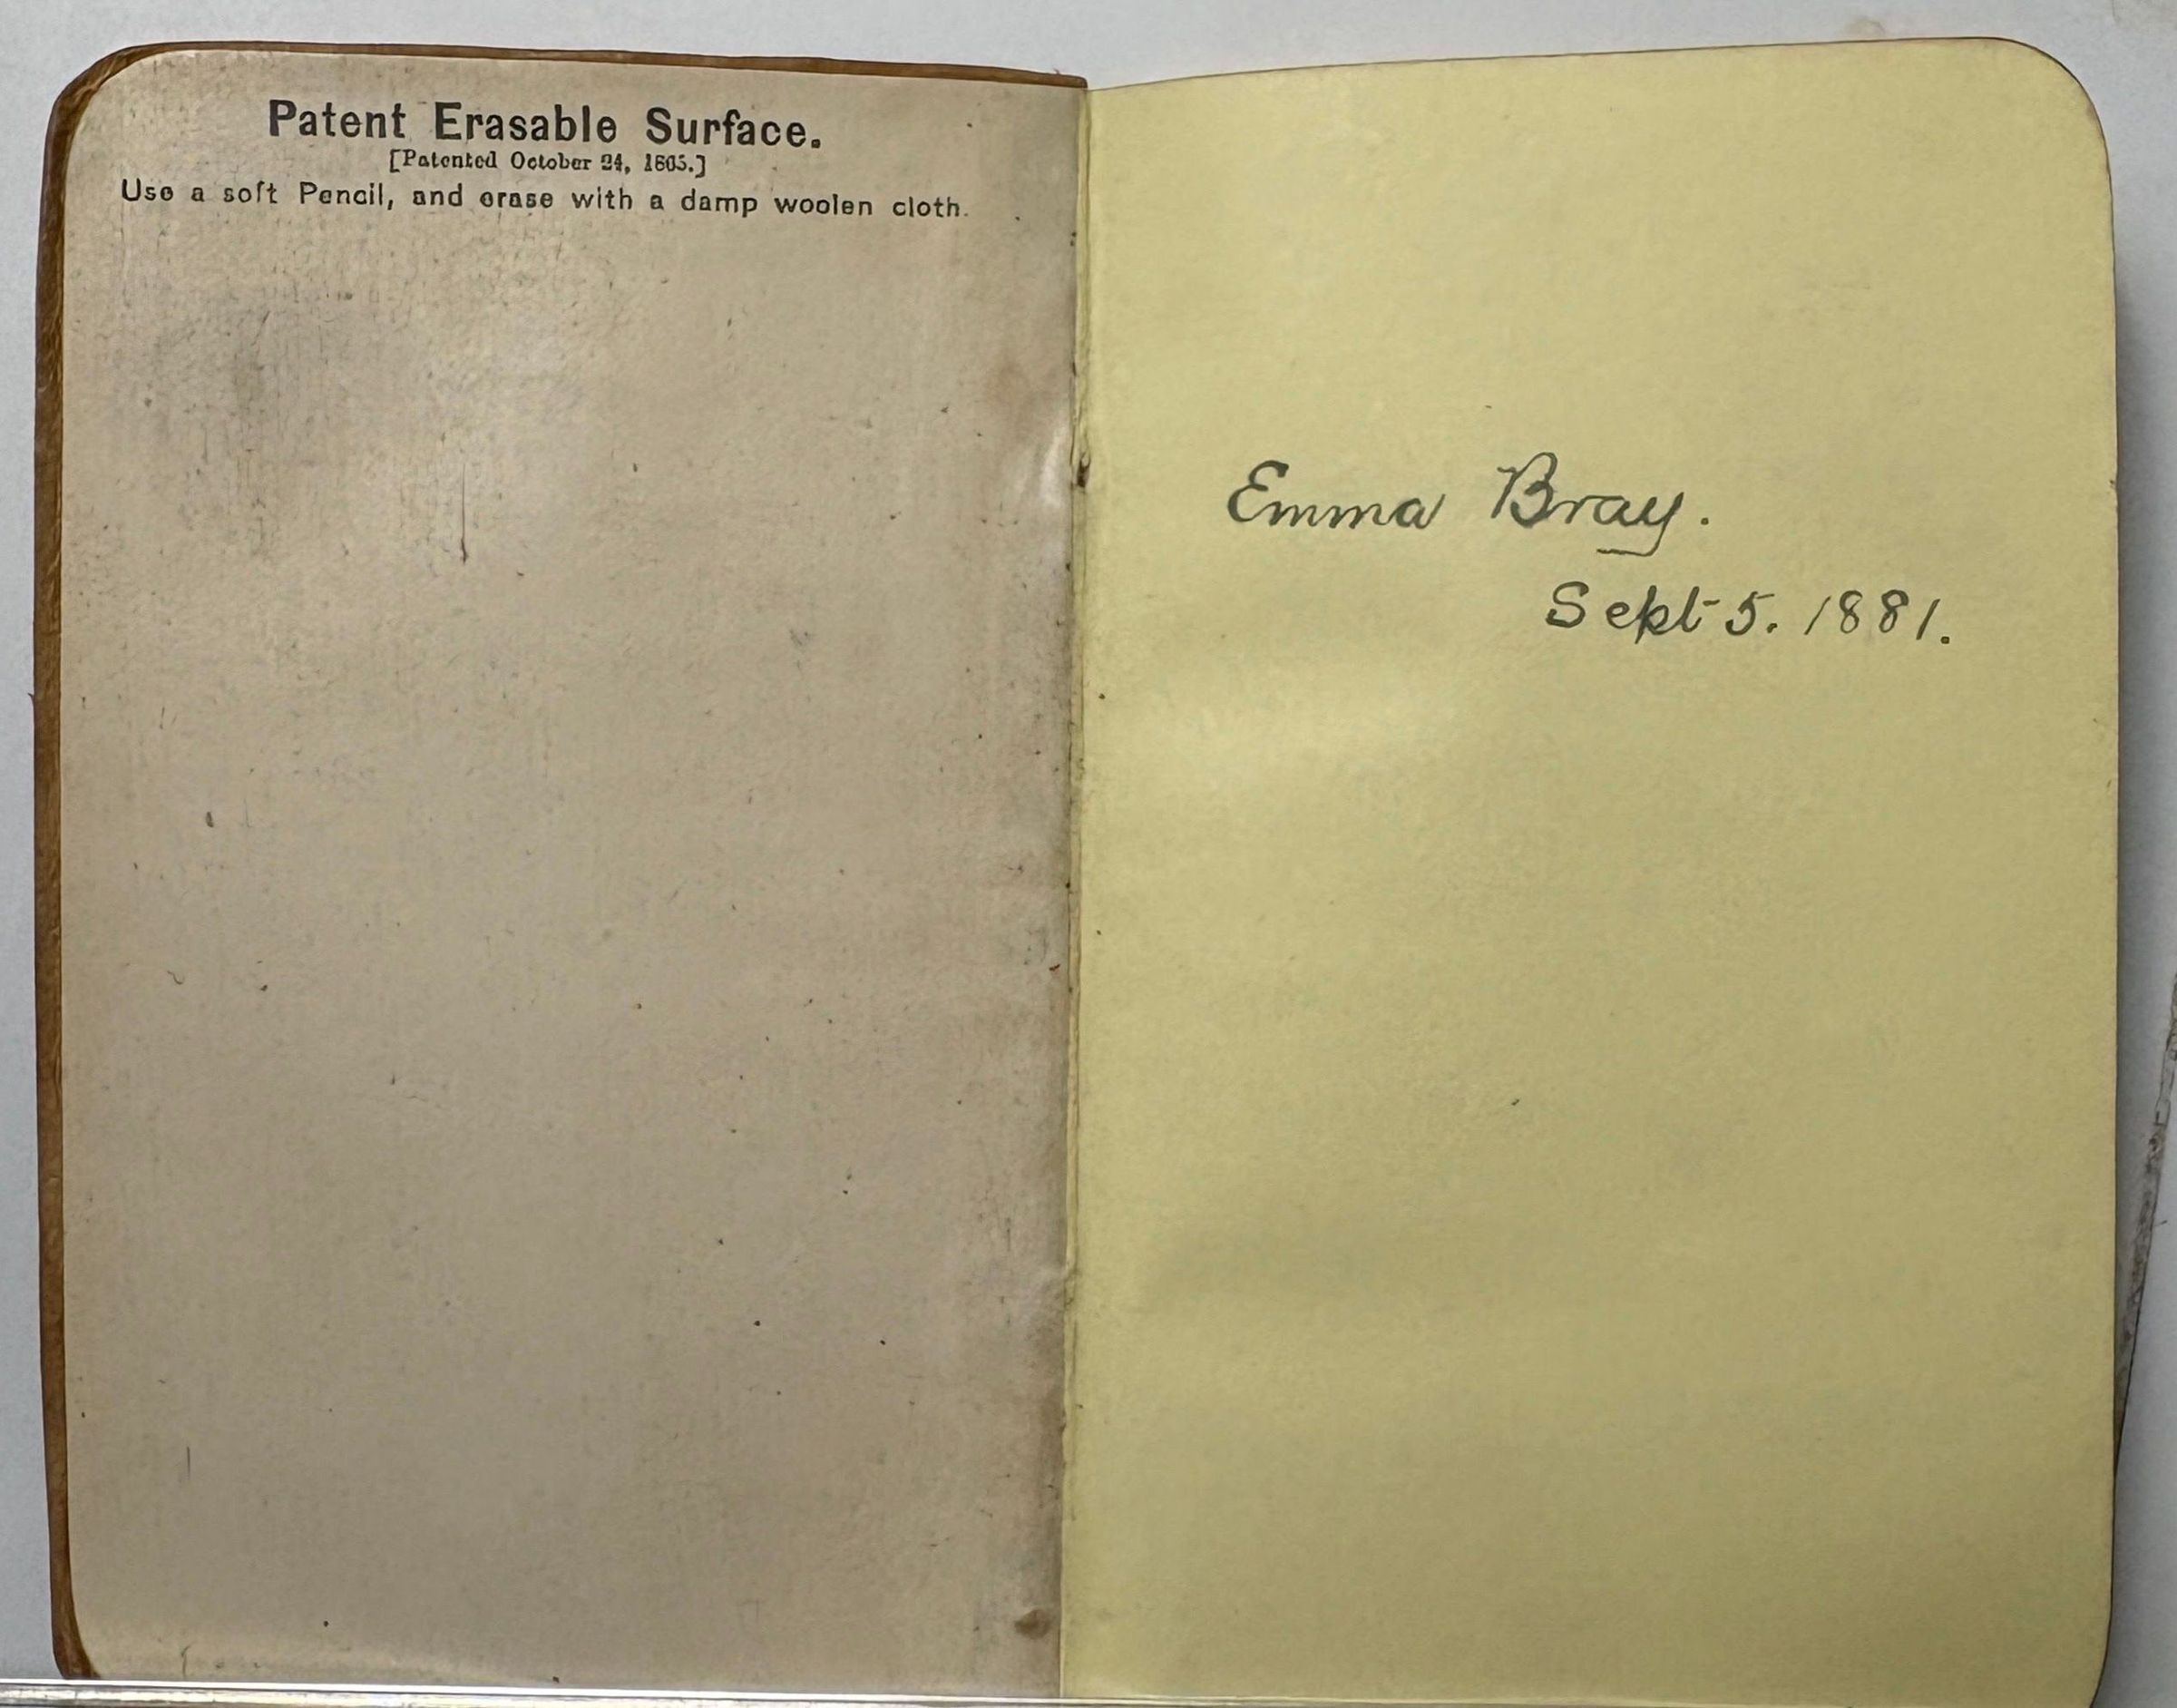 Patent Erasable Surface.
[Patented October 24, 1865.]
Use a soft Pencil, and erase with a damp woolen cloth.
Emma Bray.
Sept 5. 1881.